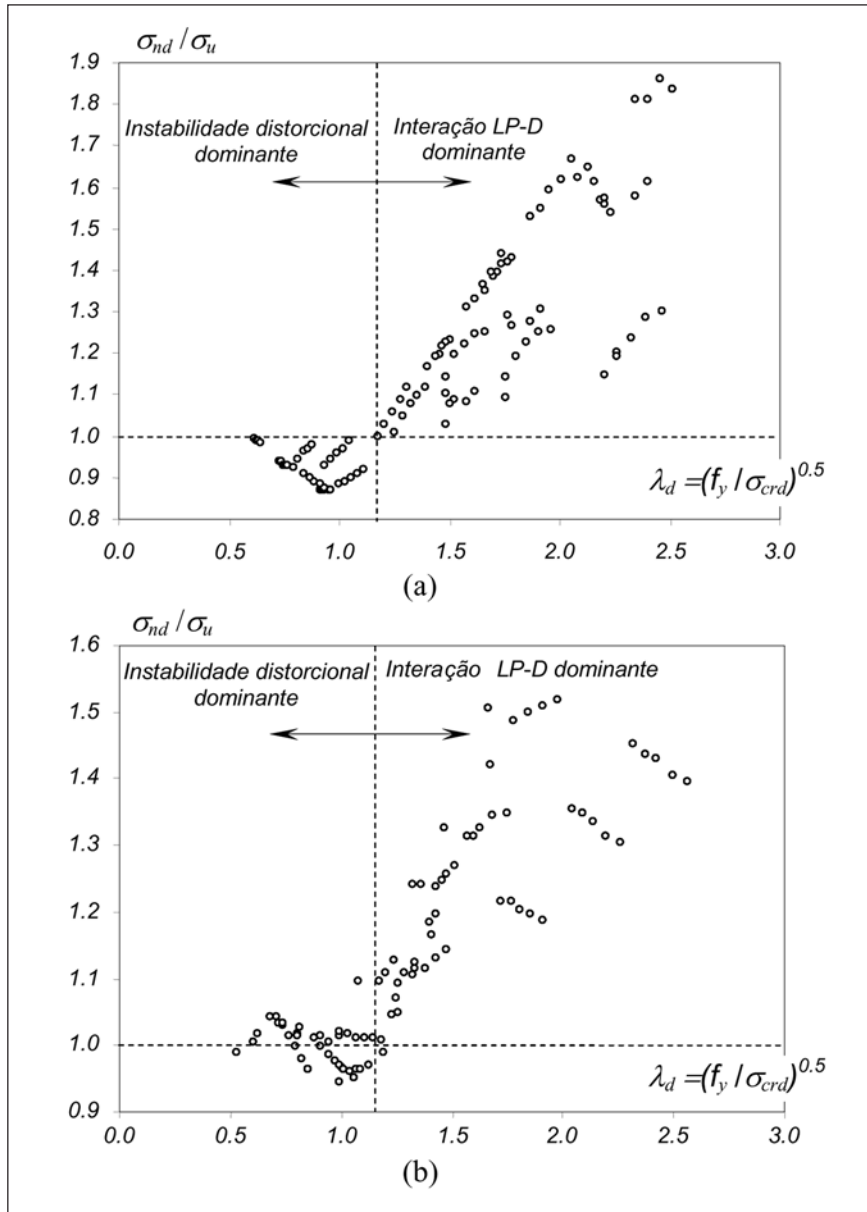 σnd /σu
1.9
1.8
1.7
1.6
1.5
1.4
1.3
1.2
1.1
1.0
0.9
0.8
Instabilidade distorcional
dominante
Interação LP-D
dominante
λd =(fy /σcrd)0.5
0.0 0.5 1.0 1.5 2.0 2.5 3.0
(a)
σnd /σu
1.6
1.5
1.4
1.3
1.2
1.1
1.0
0.9
Instabilidade distorcional
dominante
Interação LP-D dominante
λd =(fy /σcrd)0.5
0.0 0.5 1.0 1.5 2.0 2.5 3.0
(b)